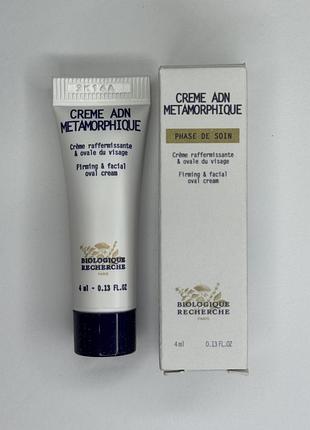 CREME ADN
METAMORPHIQUE
Crème raffermissante
& ovale du visage
Firming & facial
oval cream
BIOLOGIQUE
RECHERCHE
PARIS
4 ml - 0.13 FL.OZ
CREME ADN
METAMORPHIQUE
PHASE DE SOIN
Crème raffermissante
& ovale du visage
Firming & facial
oval cream
BIOLOGIQUE
RECHERCHE
PARIS
4 ml 0.13 FL.OZ